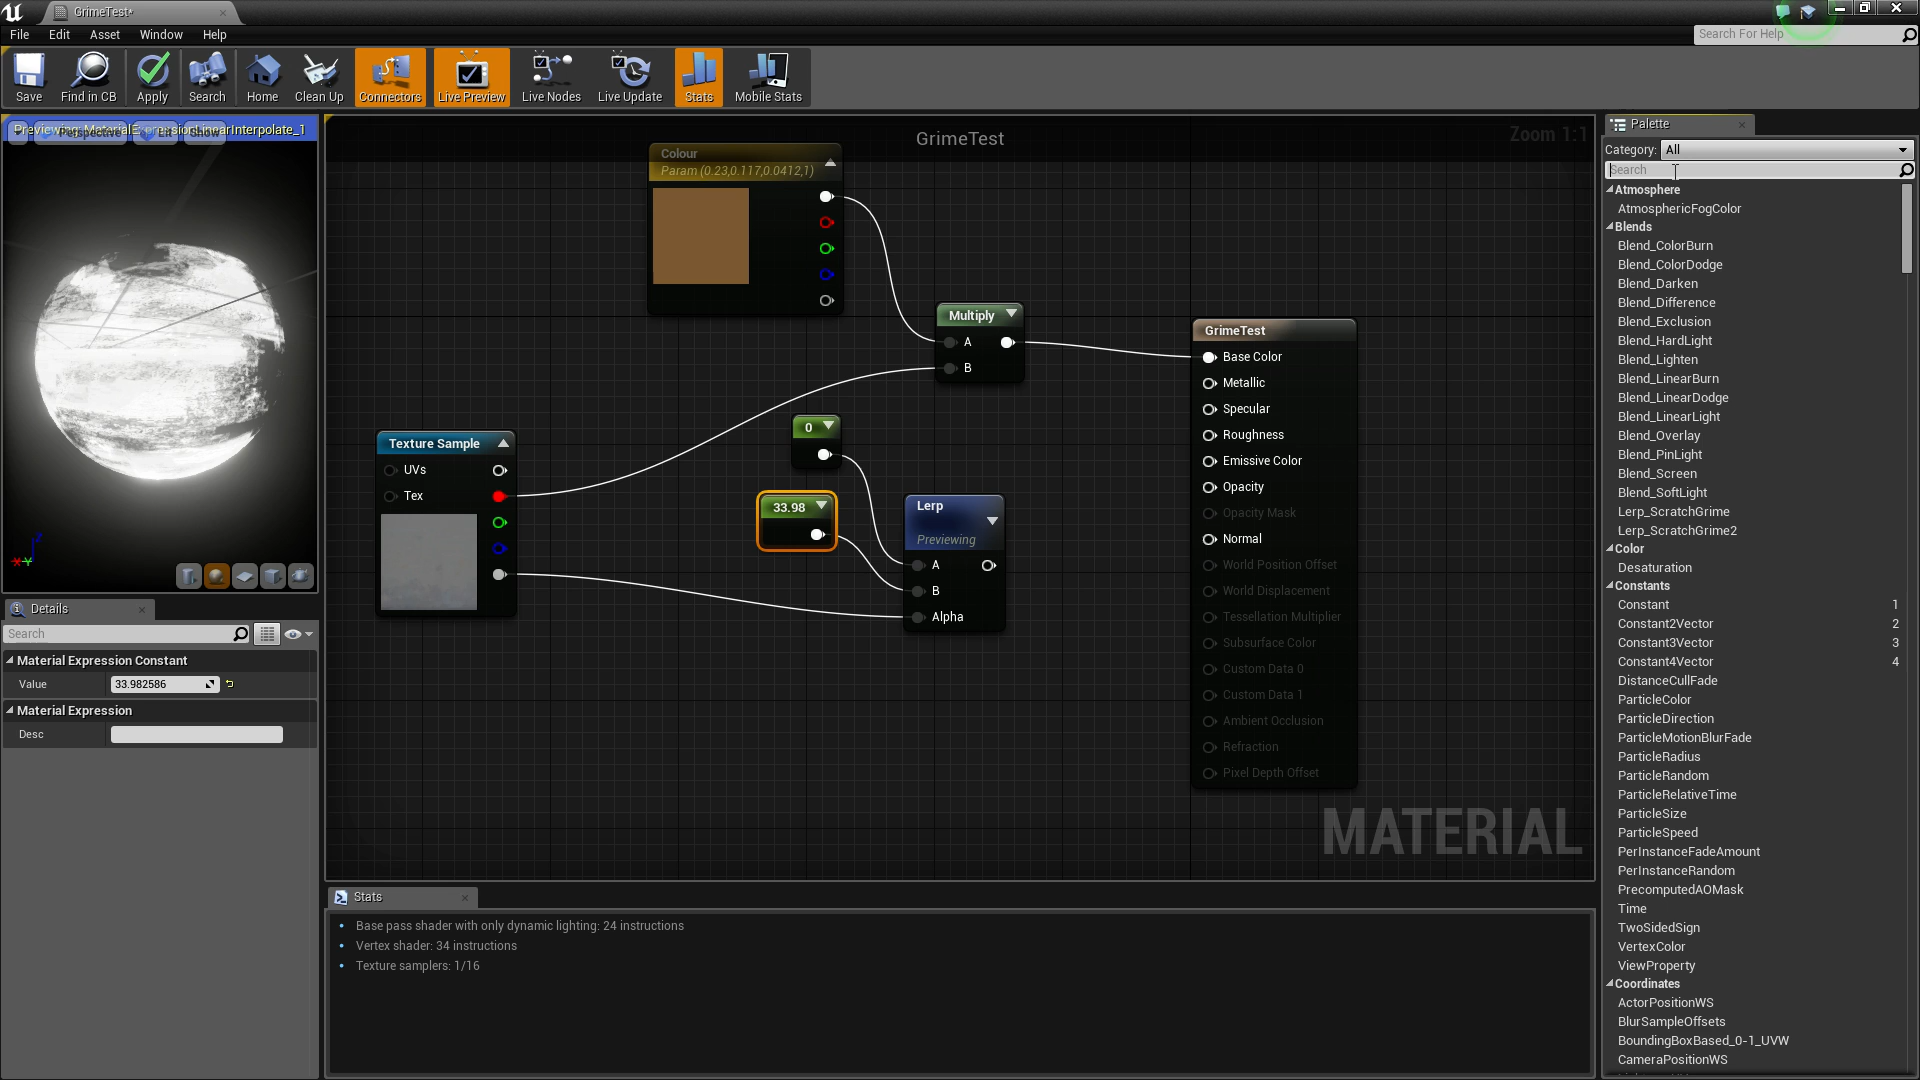 GrimeTest*
File Edit Asset Window Help
Search For Help
Save Find in CB Apply Search Home Clean Up Connectors Live Preview Live Nodes Live Update Stats Mobile Stats
Previewing: MaterialExpressionLinearInterpolate_1
Perspective Lit Show
GrimeTest
Zoom 1:1
Colour
Param (0.23,0.117,0.0412,1)
Multiply
A
B
GrimeTest
Base Color
Metallic
Specular
Roughness
Emissive Color
Opacity
Opacity Mask
Normal
World Position Offset
World Displacement
Tessellation Multiplier
Subsurface Color
Custom Data 0
Custom Data 1
Ambient Occlusion
Refraction
Pixel Depth Offset
0
Texture Sample
UVs
Tex
33.98
Lerp
Previewing
A
B
Alpha
MATERIAL
Details
Search
Material Expression Constant
Value 33.982586
Material Expression
Desc
Stats
Base pass shader with only dynamic lighting: 24 instructions
Vertex shader: 34 instructions
Texture samplers: 1/16
Palette
Category: All
Search
Atmosphere
AtmosphericFogColor
Blends
Blend_ColorBurn
Blend_ColorDodge
Blend_Darken
Blend_Difference
Blend_Exclusion
Blend_HardLight
Blend_Lighten
Blend_LinearBurn
Blend_LinearDodge
Blend_LinearLight
Blend_Overlay
Blend_PinLight
Blend_Screen
Blend_SoftLight
Lerp_ScratchGrime
Lerp_ScratchGrime2
Color
Desaturation
Constants
Constant 1
Constant2Vector 2
Constant3Vector 3
Constant4Vector 4
DistanceCullFade
ParticleColor
ParticleDirection
ParticleMotionBlurFade
ParticleRadius
ParticleRandom
ParticleRelativeTime
ParticleSize
ParticleSpeed
PerInstanceFadeAmount
PerInstanceRandom
PrecomputedAOMask
Time
TwoSidedSign
VertexColor
ViewProperty
Coordinates
ActorPositionWS
BlurSampleOffsets
BoundingBoxBased_0-1_UVW
CameraPositionWS